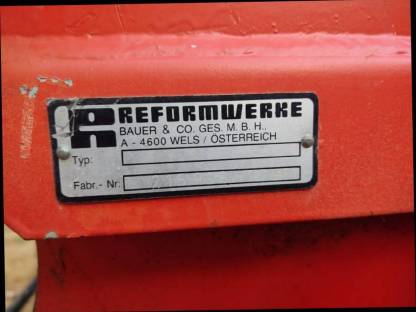 REFORMWERKE
BAUER & CO. GES. M. B. H.,
A - 4600 WELS / ÖSTERREICH
Typ:
Fabr.- Nr: